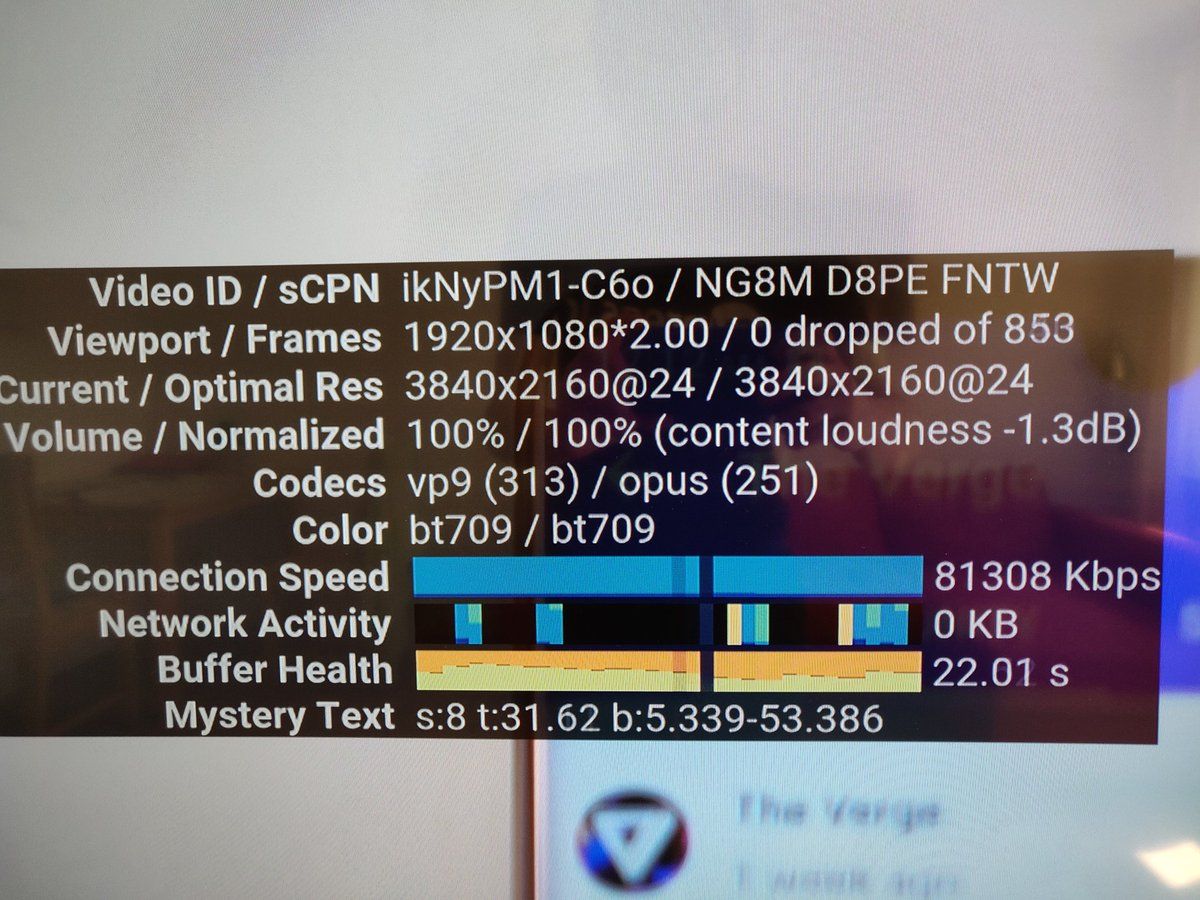 Video ID / sCPN ikNyPM1-C6o / NG8M D8PE FNTW
Viewport / Frames 1920x1080*2.00 / 0 dropped of 853
Current / Optimal Res 3840x2160@24 / 3840x2160@24
Volume / Normalized 100% / 100% (content loudness -1.3dB)
Codecs vp9 (313) / opus (251)
Color bt709 / bt709
Connection Speed 81308 Kbps
Network Activity 0 KB
Buffer Health 22.01 s
Mystery Text s:8 t:31.62 b:5.339-53.386
The Verge
1 week ago